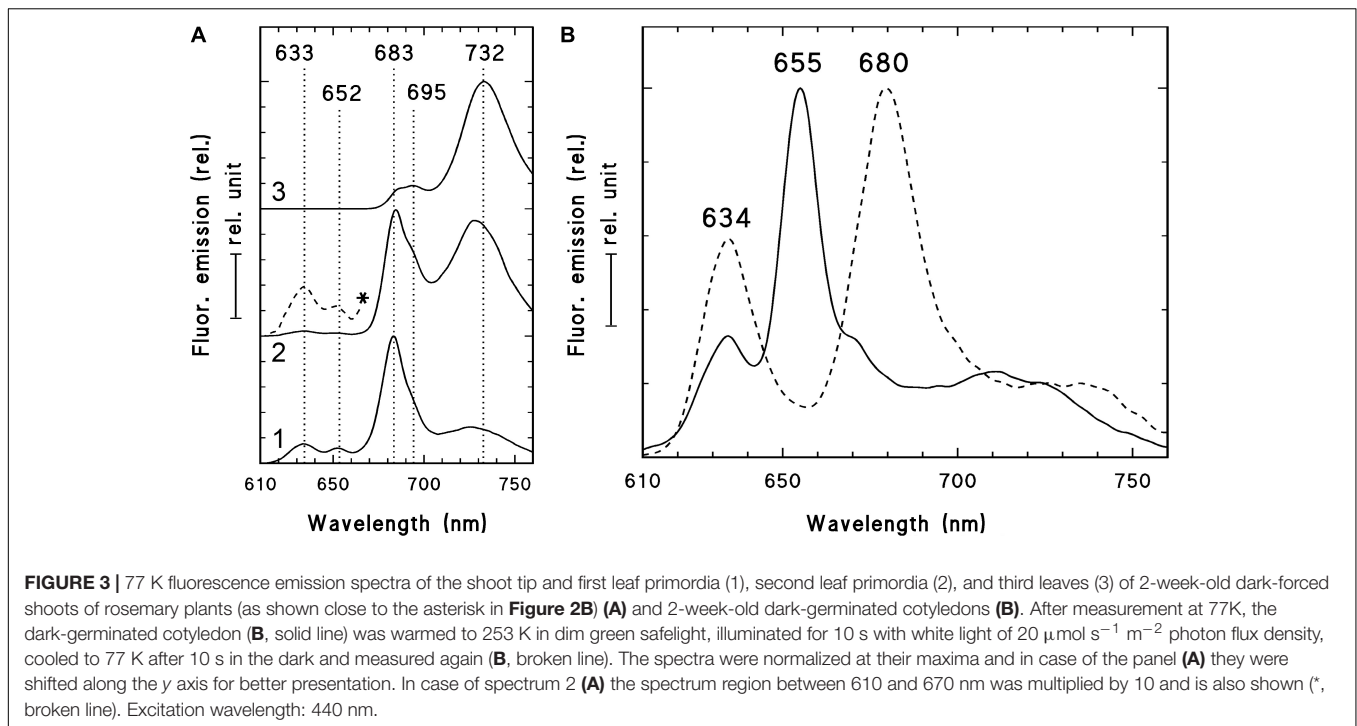 A
633 683 732
652 695
3
*
2
1
Fluor. emission (rel.)
rel. unit
610 650 700 750
Wavelength (nm)
B
655 680
634
Fluor. emission (rel.)
rel. unit
610 650 700 750
Wavelength (nm)
FIGURE 3 | 77 K fluorescence emission spectra of the shoot tip and first leaf primordia (1), second leaf primordia (2), and third leaves (3) of 2-week-old dark-forced
shoots of rosemary plants (as shown close to the asterisk in Figure 2B) (A) and 2-week-old dark-germinated cotyledons (B). After measurement at 77K, the
dark-germinated cotyledon (B, solid line) was warmed to 253 K in dim green safelight, illuminated for 10 s with white light of 20 μmol s⁻¹ m⁻² photon flux density,
cooled to 77 K after 10 s in the dark and measured again (B, broken line). The spectra were normalized at their maxima and in case of the panel (A) they were
shifted along the y axis for better presentation. In case of spectrum 2 (A) the spectrum region between 610 and 670 nm was multiplied by 10 and is also shown (*,
broken line). Excitation wavelength: 440 nm.